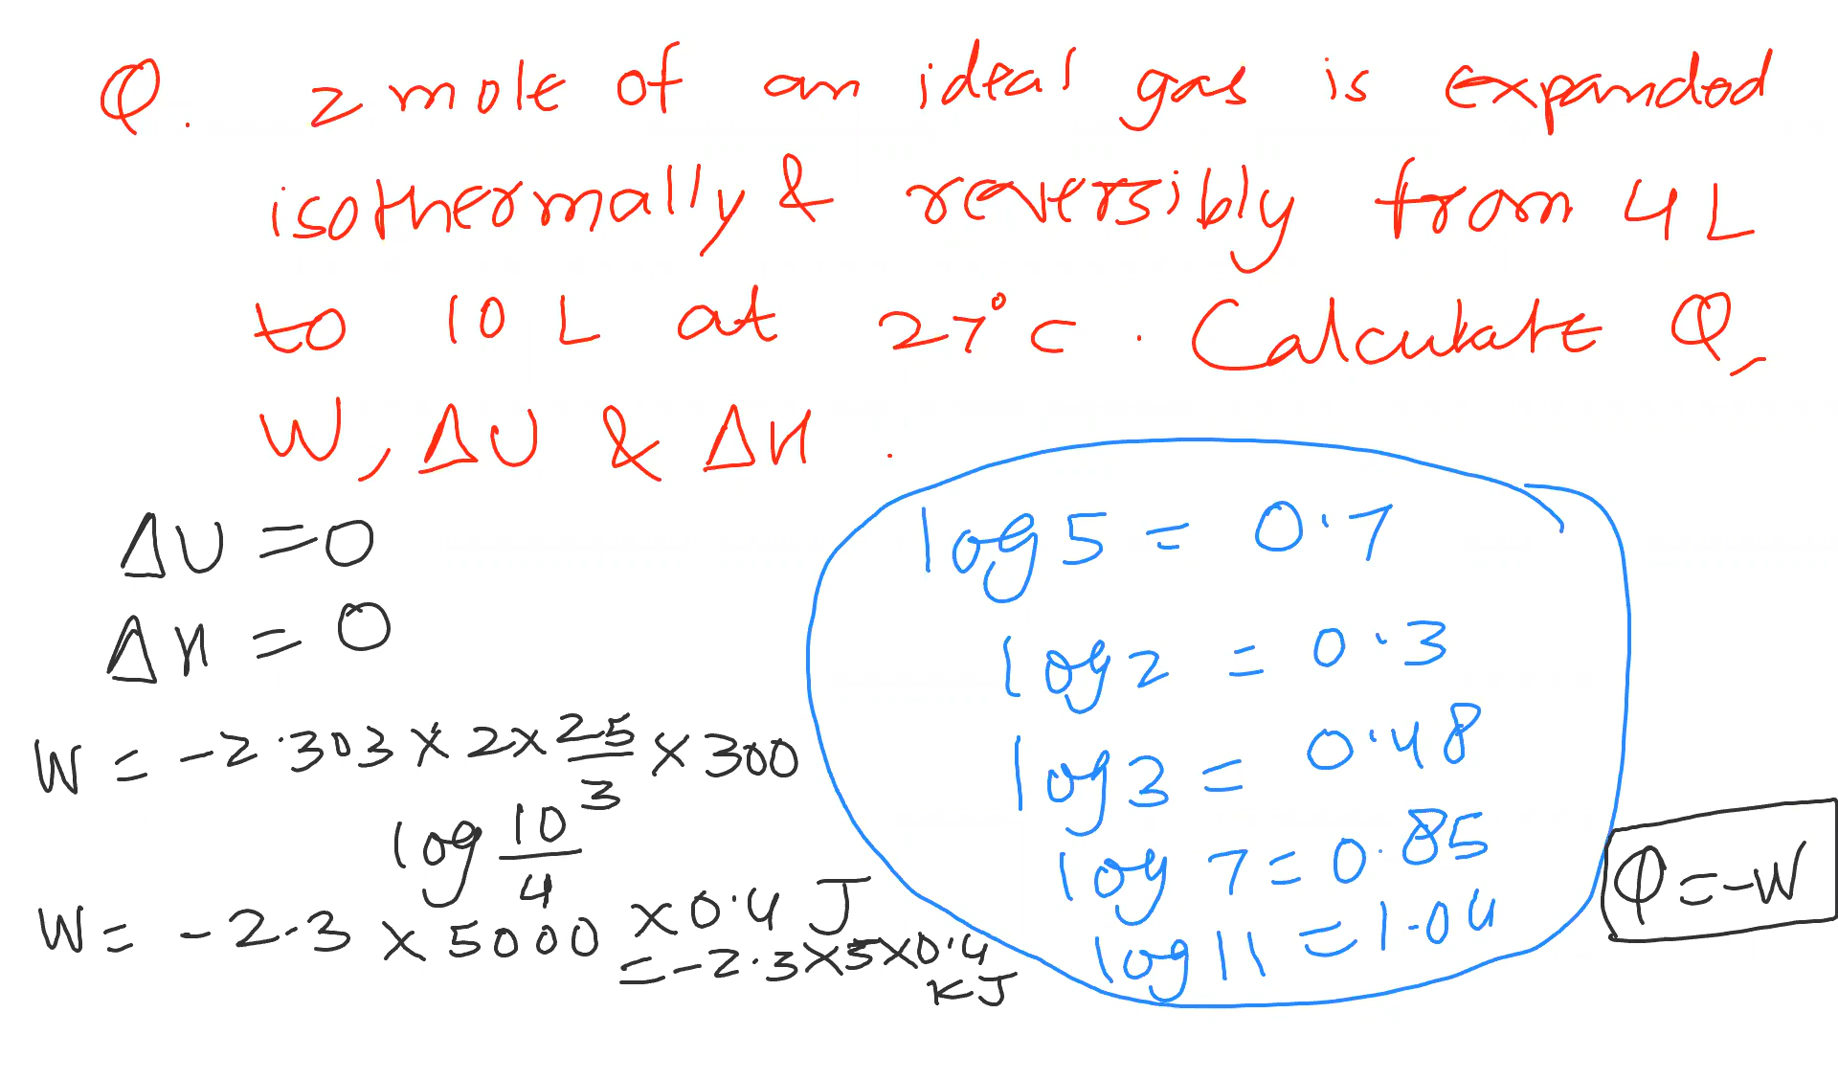 Q. 2 mole of an ideal gas is expanded
isothermally & reversibly from 4L
to 10 L at 27°C. Calculate Q,
W, ΔU & ΔH.
ΔU = 0
ΔH = 0
W = -2.303 × 2 × 25/3 × 300
log 10/4
W = -2.3 × 5000 × 0.4 J
= -2.3×5×0.4
KJ
log 5 = 0.7
log 2 = 0.3
log 3 = 0.48
log 7 = 0.85
log 11 = 1.04
Q = -W